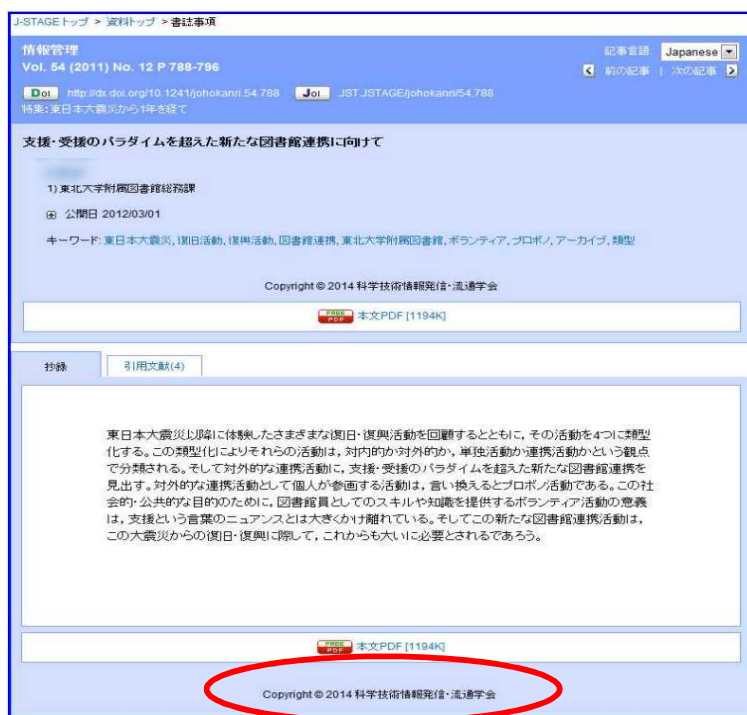 J-STAGEトップ > 資料トップ > 書誌事項
情報管理
記事言語: Japanese
Vol. 54 (2011) No. 12 P 788-796
前の記事 | 次の記事
DOI http://dx.doi.org/10.1241/johokanri.54.788 JOI JST.JSTAGE/johokanri/54.788
特集:東日本大震災から1年を経て
支援・受援のパラダイムを超えた新たな図書館連携に向けて
1) 東北大学附属図書館総務課
公開日 2012/03/01
キーワード: 東日本大震災, 復旧活動, 復興活動, 図書館連携, 東北大学附属図書館, ボランティア, プロボノ, アーカイブ, 類型
Copyright © 2014 科学技術情報発信・流通学会
FREE PDF 本文PDF [1194K]
抄録 引用文献(4)
東日本大震災以降に体験したさまざまな復旧・復興活動を回顧するとともに, その活動を4つに類型
化する。この類型化によりそれらの活動は, 対内的か対外的か, 単独活動か連携活動かという観点
で分類される。そして対外的な連携活動に, 支援・受援のパラダイムを超えた新たな図書館連携を
見出す。対外的な連携活動として個人が参画する活動は, 言い換えるとプロボノ活動である。この社
会的・公共的な目的のために, 図書館員としてのスキルや知識を提供するボランティア活動の意義
は, 支援という言葉のニュアンスとは大きくかけ離れている。そしてこの新たな図書館連携活動は,
この大震災からの復旧・復興に際して, これからも大いに必要とされるであろう。
FREE PDF 本文PDF [1194K]
Copyright © 2014 科学技術情報発信・流通学会